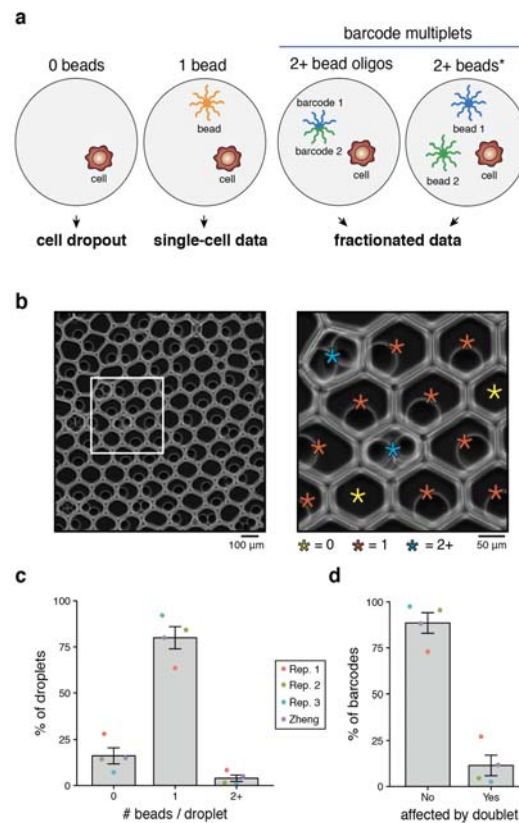 a
barcode multiplets
0 beads
1 bead
2+ bead oligos
2+ beads*
bead
cell
cell
barcode 1
barcode 2
cell
bead 1
bead 2
cell
cell dropout
single-cell data
fractionated data
b
100 µm
50 µm
= 0
= 1
= 2+
c
% of droplets
100
75
50
25
0
0
1
2+
# beads / droplet
Rep. 1
Rep. 2
Rep. 3
Zheng
d
% of barcodes
100
75
50
25
0
No
Yes
affected by doublet